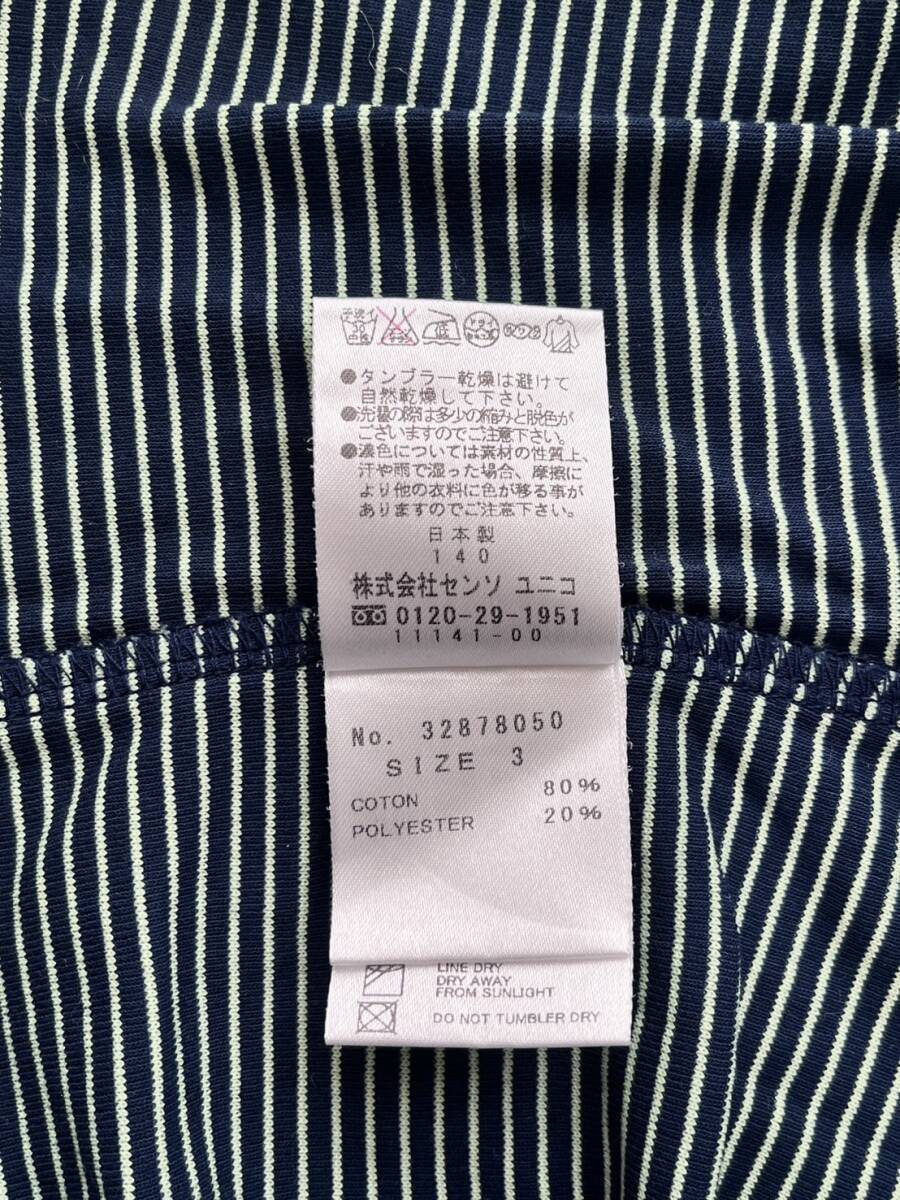 ●タンブラー乾燥は避けて
自然乾燥して下さい。
●洗濯の際は多少の縮みと脱色が
ございますのでご注意下さい。
●濃色については素材の性質上、
汗や雨で湿った場合、摩擦に
より他の衣料に色が移る事が
ありますのでご注意下さい。
日本製
140
株式会社センソ ユニコ
0120-29-1951
11141-00
No. 32878050
SIZE 3
COTON 80%
POLYESTER 20%
LINE DRY
DRY AWAY
FROM SUNLIGHT
DO NOT TUMBLER DRY